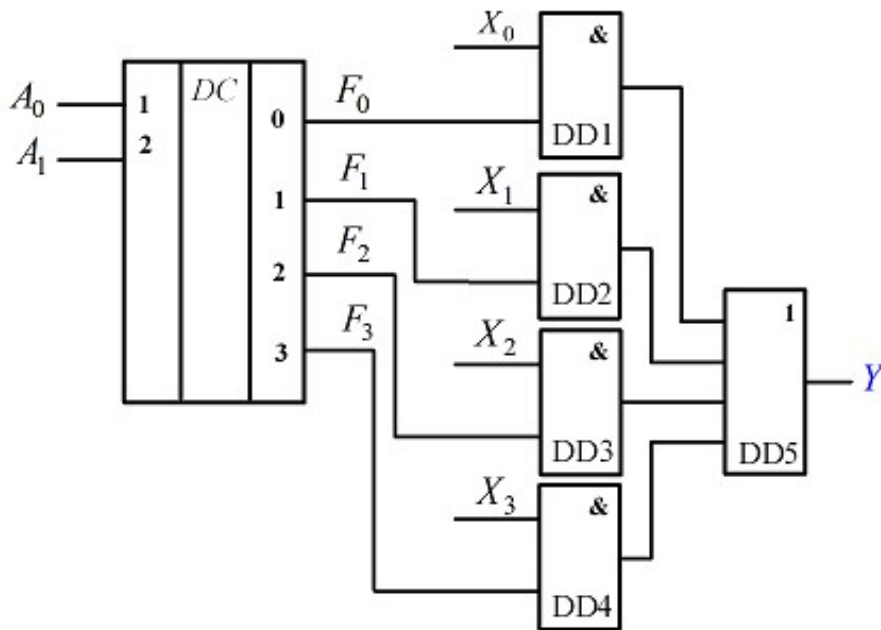 X₀
&
DD1
A₀
A₁
1
2
DC
0
1
2
3
F₀
F₁
F₂
F₃
X₁
&
DD2
X₂
&
DD3
X₃
&
DD4
1
DD5
Y